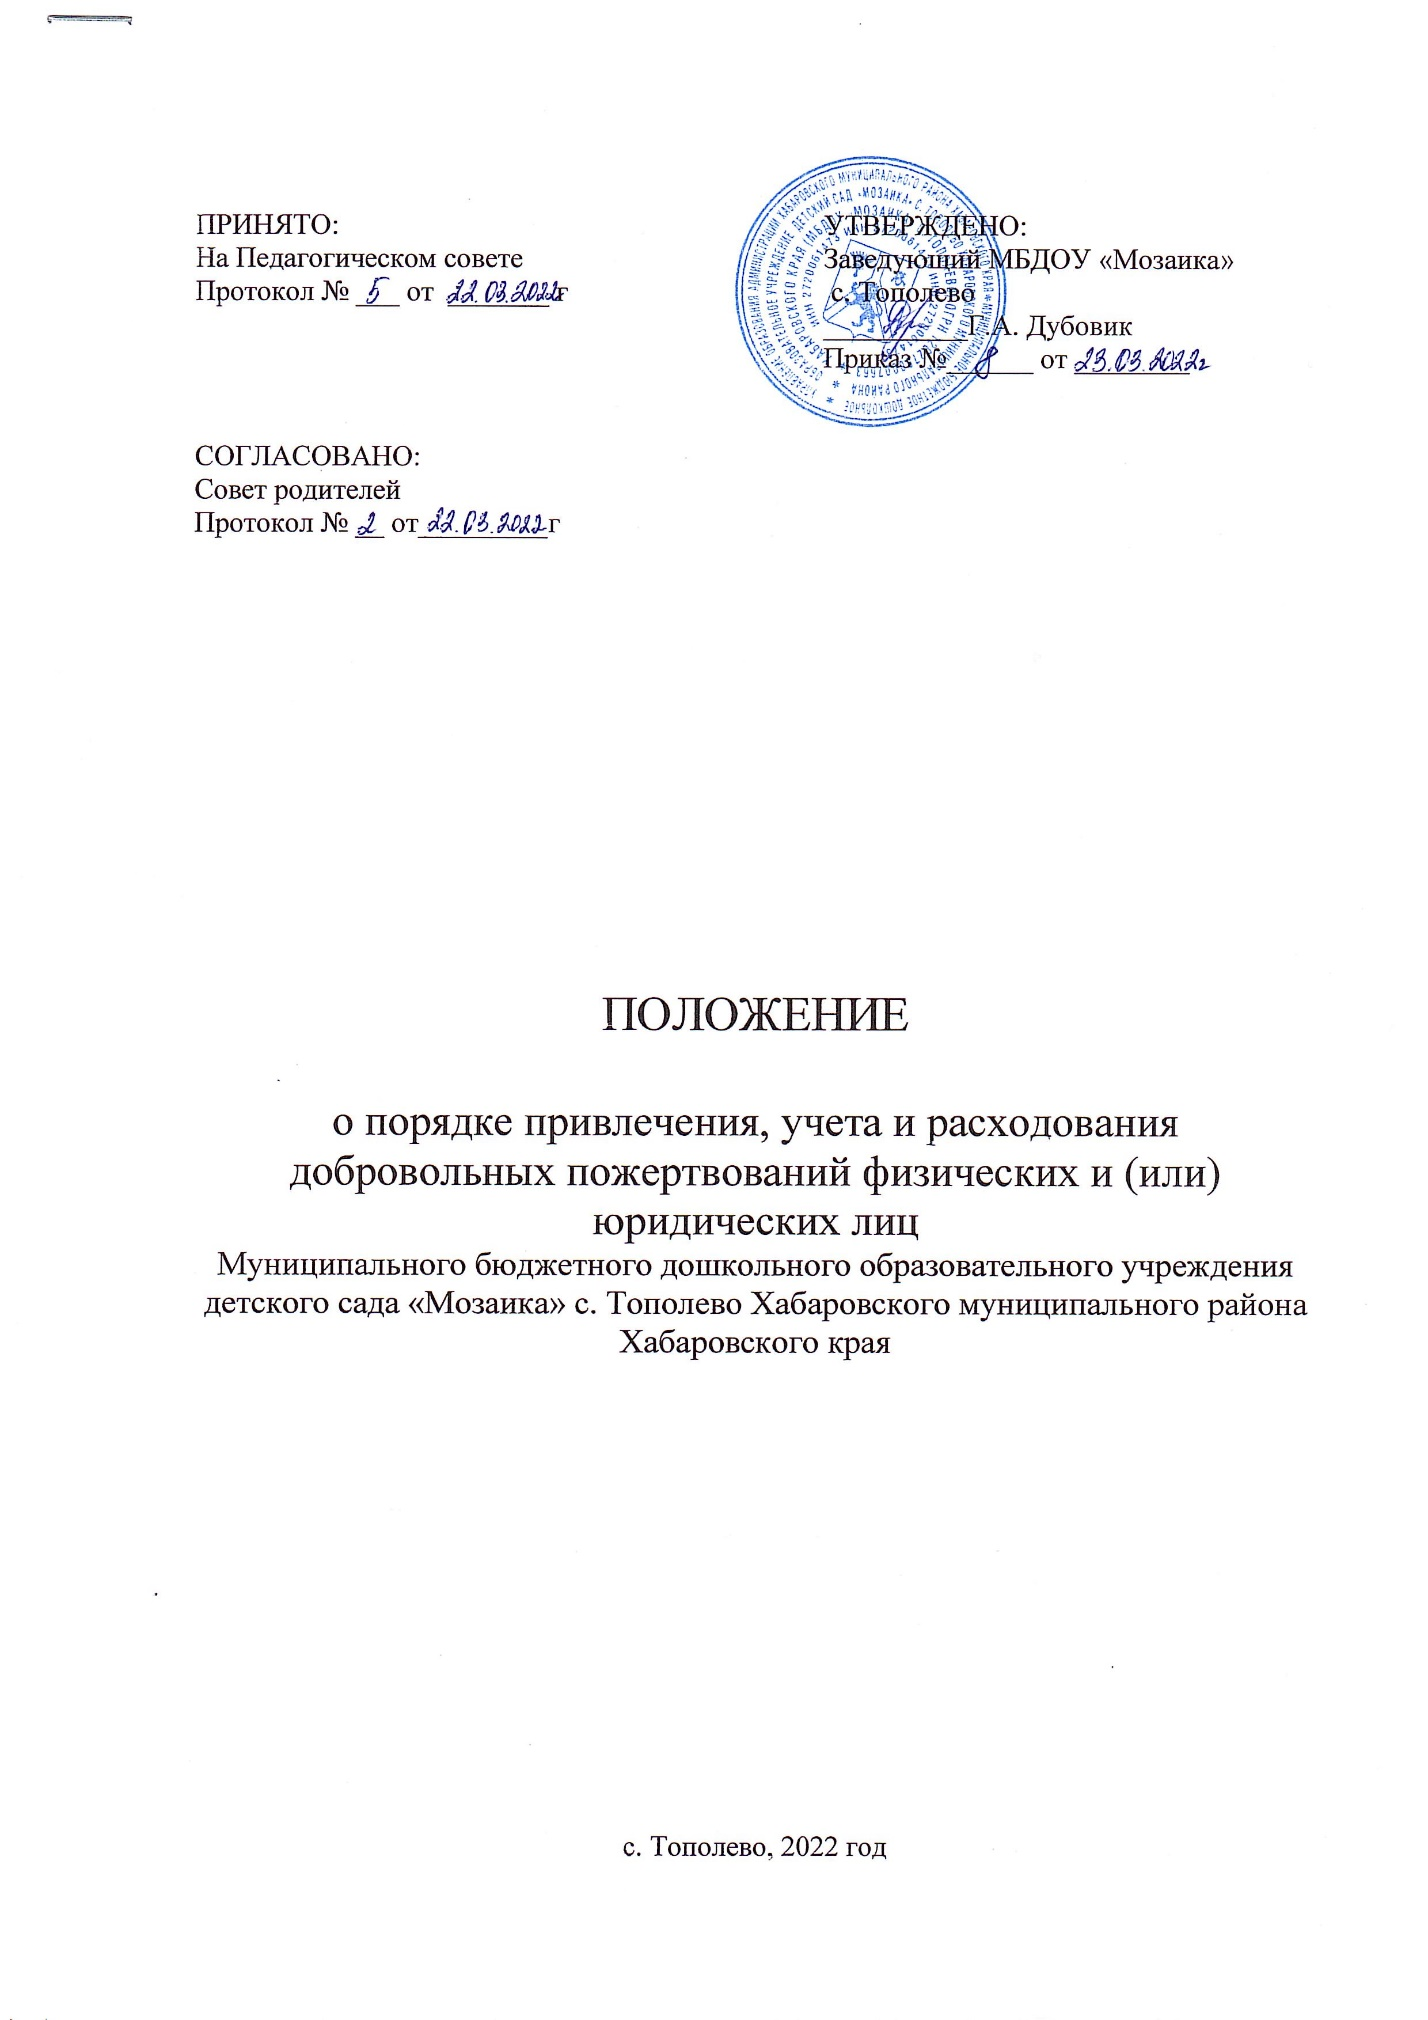 ПРИНЯТО:
На Педагогическом совете
Протокол № 5 от 22.03.2022г
УТВЕРЖДЕНО:
Заведующий МБДОУ «Мозаика»
с. Тополево
Г.А. Дубовик
Приказ № 8 от 23.03.2022г
СОГЛАСОВАНО:
Совет родителей
Протокол № 2 от 22.03.2022г
ПОЛОЖЕНИЕ
о порядке привлечения, учета и расходования
добровольных пожертвований физических и (или)
юридических лиц
Муниципального бюджетного дошкольного образовательного учреждения
детского сада «Мозаика» с. Тополево Хабаровского муниципального района
Хабаровского края
с. Тополево, 2022 год